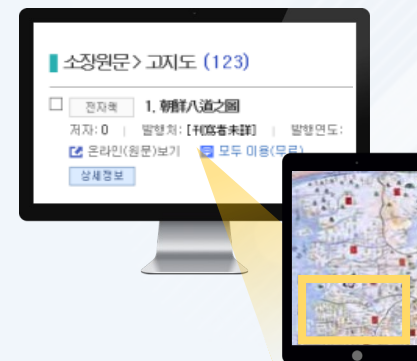 소장원문 > 고지도 (123)
전자책 1. 朝鮮八道之圖
저자: 0 | 발행처: [刊寫者未詳] | 발행연도:
온라인(원문)보기 모두 이용(무료)
상세정보